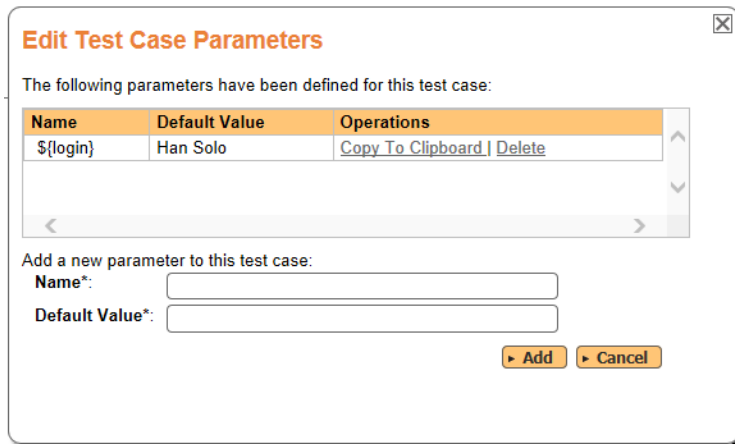 Edit Test Case Parameters
The following parameters have been defined for this test case:
Name Default Value Operations
${login} Han Solo Copy To Clipboard | Delete
Add a new parameter to this test case:
Name*:
Default Value*:
Add Cancel